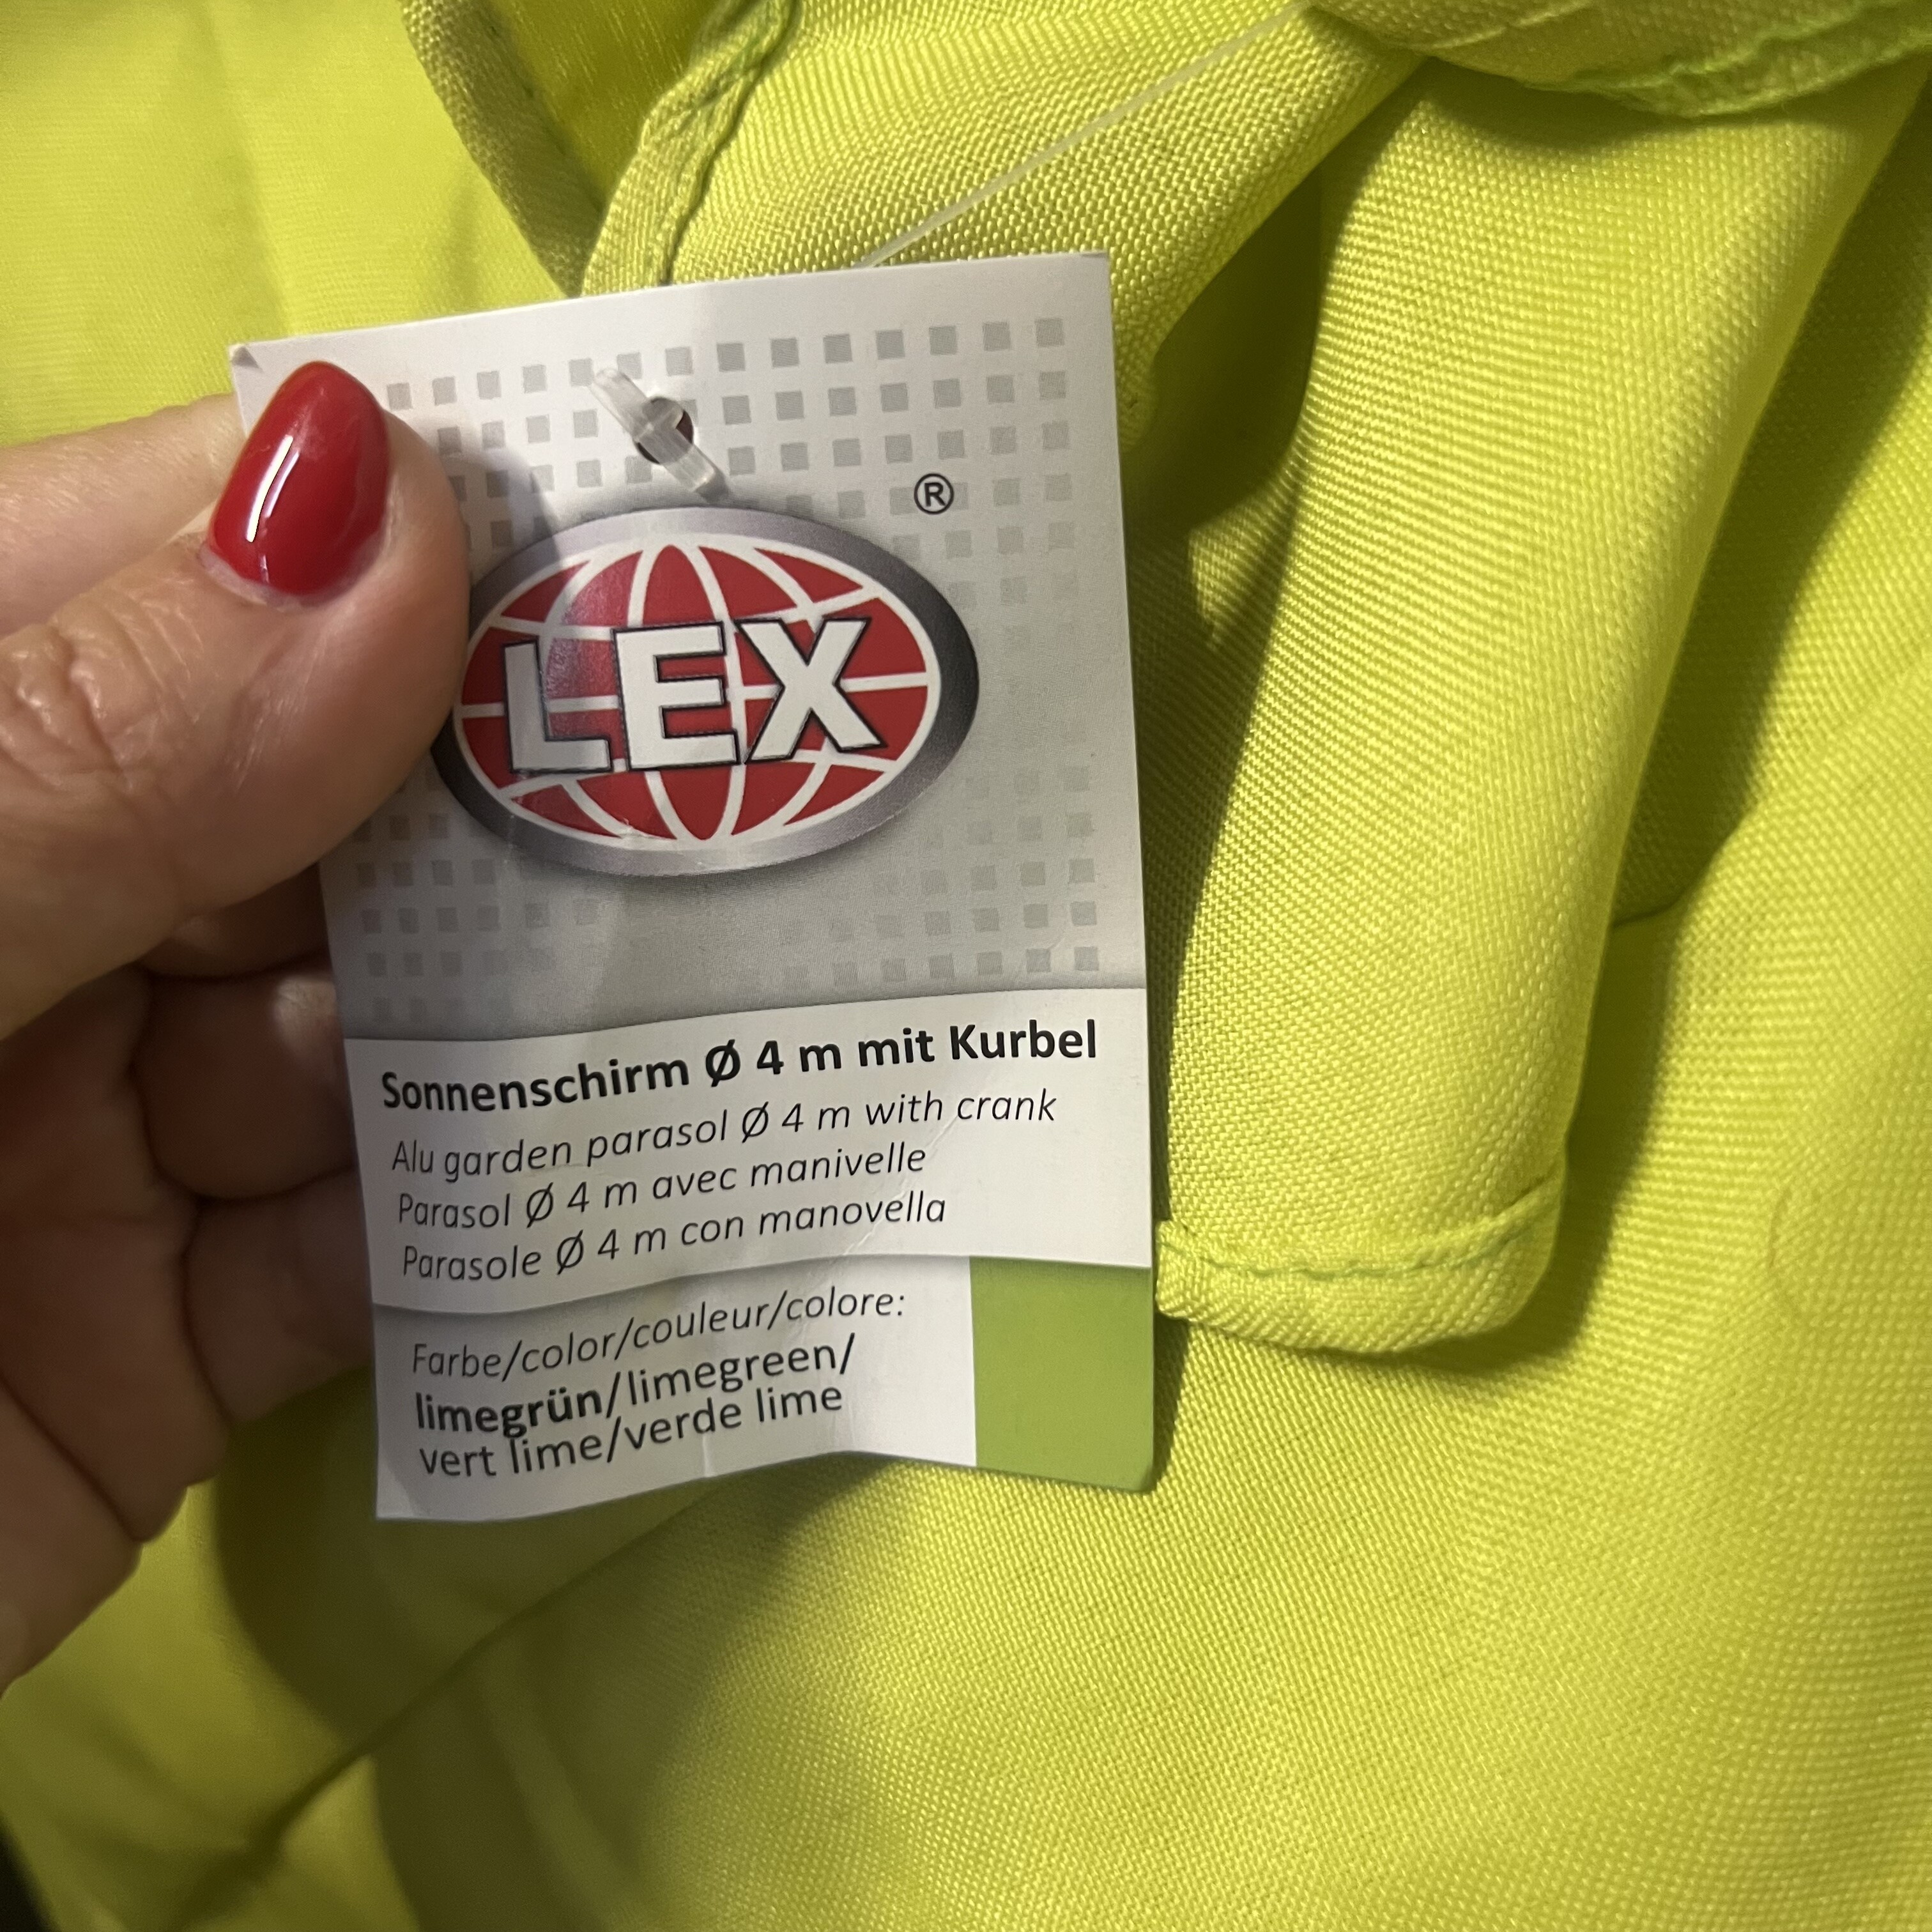 ®
LEX
Sonnenschirm Ø 4 m mit Kurbel
Alu garden parasol Ø 4 m with crank
Parasol Ø 4 m avec manivelle
Parasole Ø 4 m con manovella
Farbe/color/couleur/colore:
limegrün/limegreen/
vert lime/verde lime